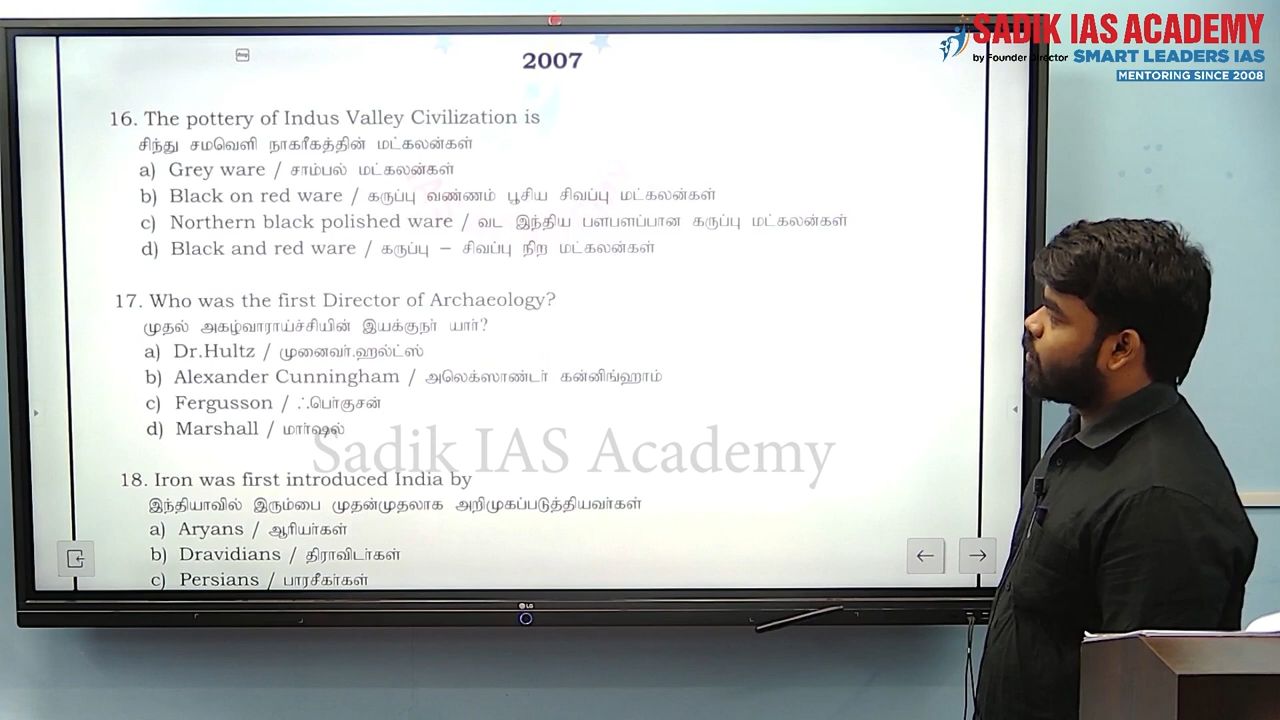 SADIK IAS ACADEMY
by Founder Director SMART LEADERS IAS
MENTORING SINCE 2008
2007
16. The pottery of Indus Valley Civilization is
சிந்து சமவெளி நாகரீகத்தின் மட்கலன்கள்
a) Grey ware / சாம்பல் மட்கலன்கள்
b) Black on red ware / கருப்பு வண்ணம் பூசிய சிவப்பு மட்கலன்கள்
c) Northern black polished ware / வட இந்திய பளபளப்பான கருப்பு மட்கலன்கள்
d) Black and red ware / கருப்பு – சிவப்பு நிற மட்கலன்கள்
17. Who was the first Director of Archaeology?
முதல் அகழ்வாராய்ச்சியின் இயக்குநர் யார்?
a) Dr.Hultz / முனைவர்.ஹல்ட்ஸ்
b) Alexander Cunningham / அலெக்ஸாண்டர் கன்னிங்ஹாம்
c) Fergusson / ஃபெர்குசன்
d) Marshall / மார்ஷல்
Sadik IAS Academy
18. Iron was first introduced India by
இந்தியாவில் இரும்பை முதன்முதலாக அறிமுகப்படுத்தியவர்கள்
a) Aryans / ஆரியர்கள்
b) Dravidians / திராவிடர்கள்
c) Persians / பாரசீகர்கள்
LG